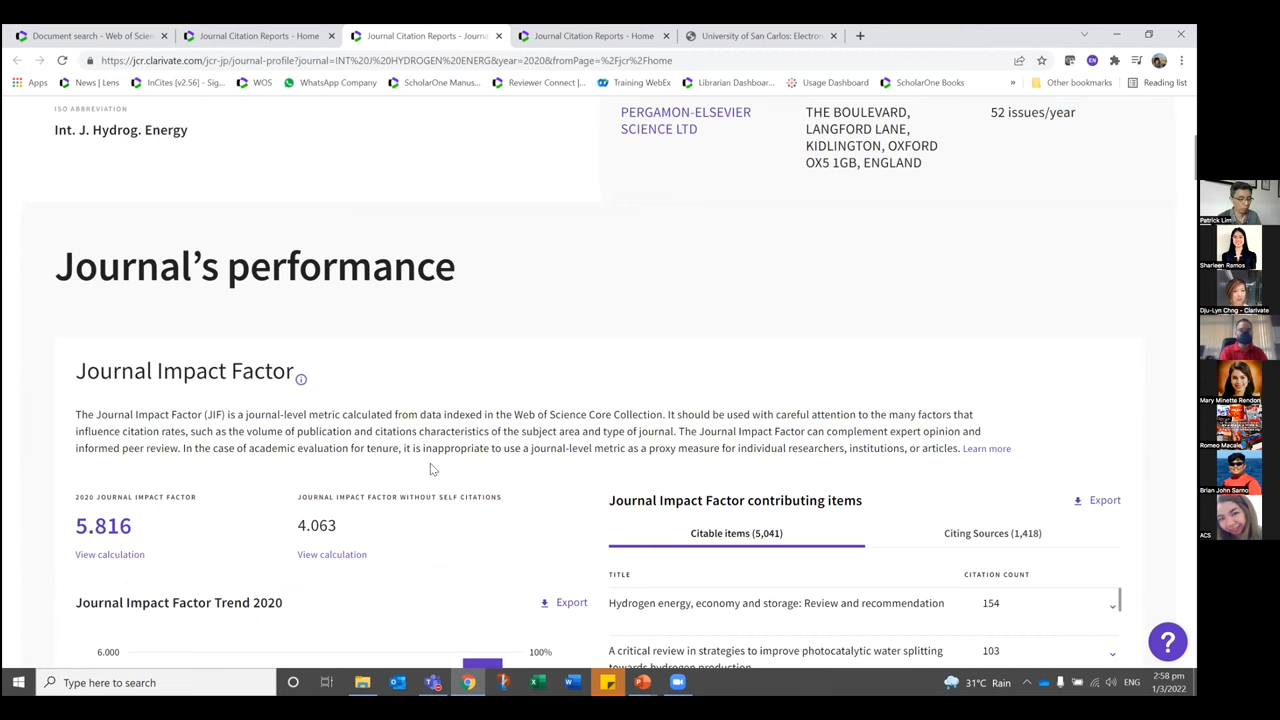 Document search - Web of Scien
Journal Citation Reports - Home
Journal Citation Reports - Journa
Journal Citation Reports - Home
University of San Carlos: Electron
https://jcr.clarivate.com/jcr-jp/journal-profile?journal=INT%20J%20HYDROGEN%20ENERG&year=2020&fromPage=%2Fjcr%2Fhome
Apps
News | Lens
InCites [v2.56] - Sig...
WOS
WhatsApp Company
ScholarOne Manus...
Reviewer Connect |...
Training WebEx
Librarian Dashboar...
Usage Dashboard
ScholarOne Books
»
Other bookmarks
Reading list
ISO ABBREVIATION
Int. J. Hydrog. Energy
PERGAMON-ELSEVIER
SCIENCE LTD
THE BOULEVARD,
LANGFORD LANE,
KIDLINGTON, OXFORD
OX5 1GB, ENGLAND
52 issues/year
Journal's performance
Journal Impact Factor
The Journal Impact Factor (JIF) is a journal-level metric calculated from data indexed in the Web of Science Core Collection. It should be used with careful attention to the many factors that
influence citation rates, such as the volume of publication and citations characteristics of the subject area and type of journal. The Journal Impact Factor can complement expert opinion and
informed peer review. In the case of academic evaluation for tenure, it is inappropriate to use a journal-level metric as a proxy measure for individual researchers, institutions, or articles. Learn more
2020 JOURNAL IMPACT FACTOR
5.816
View calculation
JOURNAL IMPACT FACTOR WITHOUT SELF CITATIONS
4.063
View calculation
Journal Impact Factor Trend 2020
Export
6.000
100%
Journal Impact Factor contributing items
Export
Citable items (5,041)
Citing Sources (1,418)
TITLE
CITATION COUNT
Hydrogen energy, economy and storage: Review and recommendation
154
A critical review in strategies to improve photocatalytic water splitting
towards hydrogen production
103
?
Type here to search
31°C Rain
ENG
2:58 pm
1/3/2022
Patrick Lim
Sharleen Ramos
Dju-Lyn Chng - Clarivate
Mary Minette Rendon
Romeo Macale
Brian John Sarno
ACS